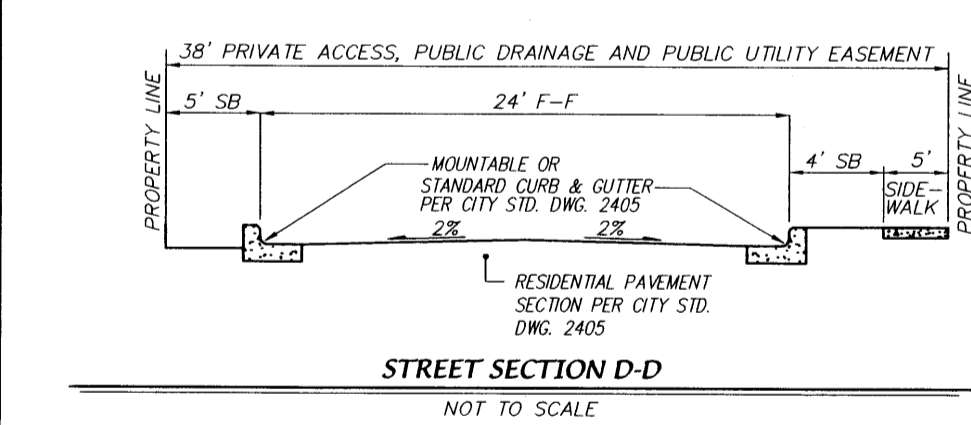 38' PRIVATE ACCESS, PUBLIC DRAINAGE AND PUBLIC UTILITY EASEMENT
PROPERTY LINE
5' SB
24' F-F
4' SB
5'
SIDE-
WALK
PROPERTY LINE
MOUNTABLE OR
STANDARD CURB & GUTTER
PER CITY STD. DWG. 2405
2%
2%
RESIDENTIAL PAVEMENT
SECTION PER CITY STD.
DWG. 2405
STREET SECTION D-D
NOT TO SCALE